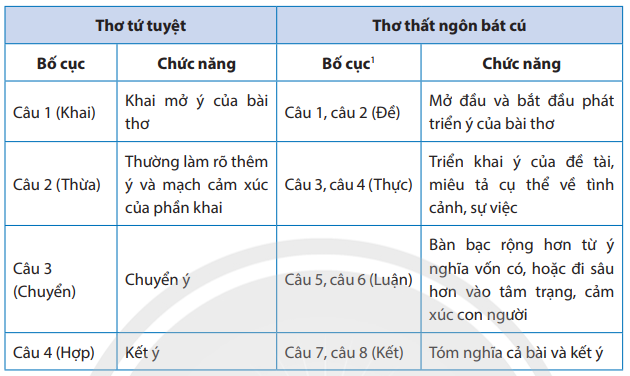 Thơ tứ tuyệt
Thơ thất ngôn bát cú
Bố cục
Chức năng
Bố cục¹
Chức năng
Câu 1 (Khai)
Khai mở ý của bài
thơ
Câu 1, câu 2 (Đề)
Mở đầu và bắt đầu phát
triển ý của bài thơ
Câu 2 (Thừa)
Thường làm rõ thêm
ý và mạch cảm xúc
của phần khai
Câu 3, câu 4 (Thực)
Triển khai ý của đề tài,
miêu tả cụ thể về tình
cảnh, sự việc
Câu 3
(Chuyển)
Chuyển ý
Câu 5, câu 6 (Luận)
Bàn bạc rộng hơn từ ý
nghĩa vốn có, hoặc đi sâu
hơn vào tâm trạng, cảm
xúc con người
Câu 4 (Hợp)
Kết ý
Câu 7, câu 8 (Kết)
Tóm nghĩa cả bài và kết ý